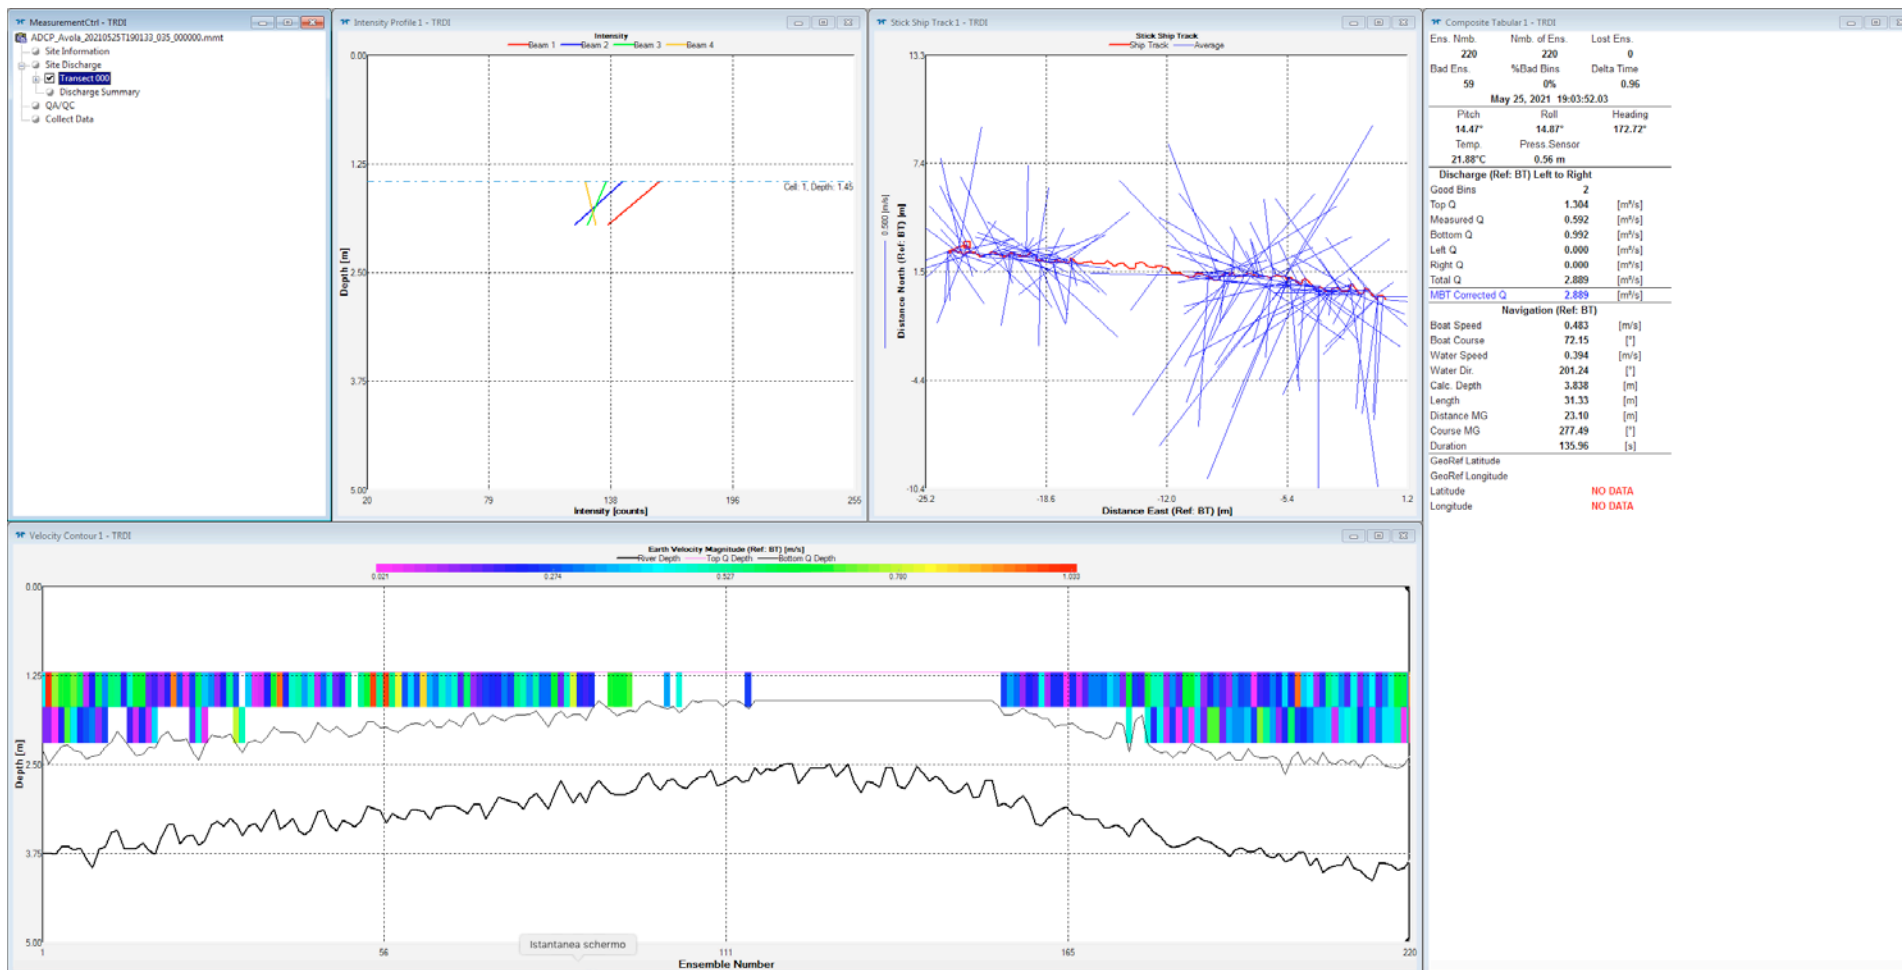 MeasurementCtrl - TRDI
ADCP_Avola_20210525T190133_035_000000.mmt
Site Information
Site Discharge
Transect 000
Discharge Summary
QA/QC
Collect Data
Intensity Profile 1 - TRDI
Intensity
Beam 1 Beam 2 Beam 3 Beam 4
0.00
1.25
Cell: 1, Depth: 1.45
Depth [m]
2.50
3.75
5.00
20 79 138 196 255
Intensity [counts]
Stick Ship Track 1 - TRDI
Stick Ship Track
Ship Track Average
13.3
7.4
0.500 [m/s]
Distance North (Ref: BT) [m]
1.5
-4.4
-10.4
-25.2 -18.6 -12.0 -5.4 1.2
Distance East (Ref: BT) [m]
Composite Tabular 1 - TRDI
Ens. Nmb. Nmb. of Ens. Lost Ens.
220 220 0
Bad Ens. %Bad Bins Delta Time
59 0% 0.96
May 25, 2021 19:03:52.03
Pitch Roll Heading
14.47° 14.87° 172.72°
Temp. Press.Sensor
21.88°C 0.56 m
Discharge (Ref: BT) Left to Right
Good Bins 2
Top Q 1.304 [m³/s]
Measured Q 0.592 [m³/s]
Bottom Q 0.992 [m³/s]
Left Q 0.000 [m³/s]
Right Q 0.000 [m³/s]
Total Q 2.889 [m³/s]
MBT Corrected Q 2.889 [m³/s]
Navigation (Ref: BT)
Boat Speed 0.483 [m/s]
Boat Course 72.15 [°]
Water Speed 0.394 [m/s]
Water Dir. 201.24 [°]
Calc. Depth 3.838 [m]
Length 31.33 [m]
Distance MG 23.10 [m]
Course MG 277.49 [°]
Duration 135.96 [s]
GeoRef Latitude
GeoRef Longitude
Latitude NO DATA
Longitude NO DATA
Velocity Contour 1 - TRDI
Earth Velocity Magnitude (Ref: BT) [m/s]
River Depth Top Q Depth Bottom Q Depth
0.021 0.274 0.527 0.780 1.033
0.00
1.25
2.50
Depth [m]
3.75
5.00
1 56 111 165 220
Istantanea schermo
Ensemble Number